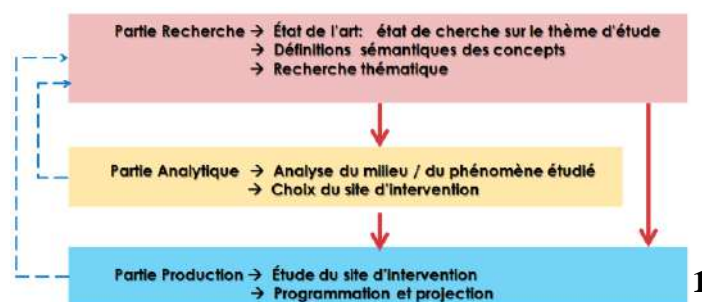 Partie Recherche → État de l'art: état de cherche sur le thème d'étude
→ Définitions sémantiques des concepts
→ Recherche thématique
Partie Analytique → Analyse du milieu / du phénomène étudié
→ Choix du site d'intervention
Partie Production → Étude du site d'intervention
→ Programmation et projection
1